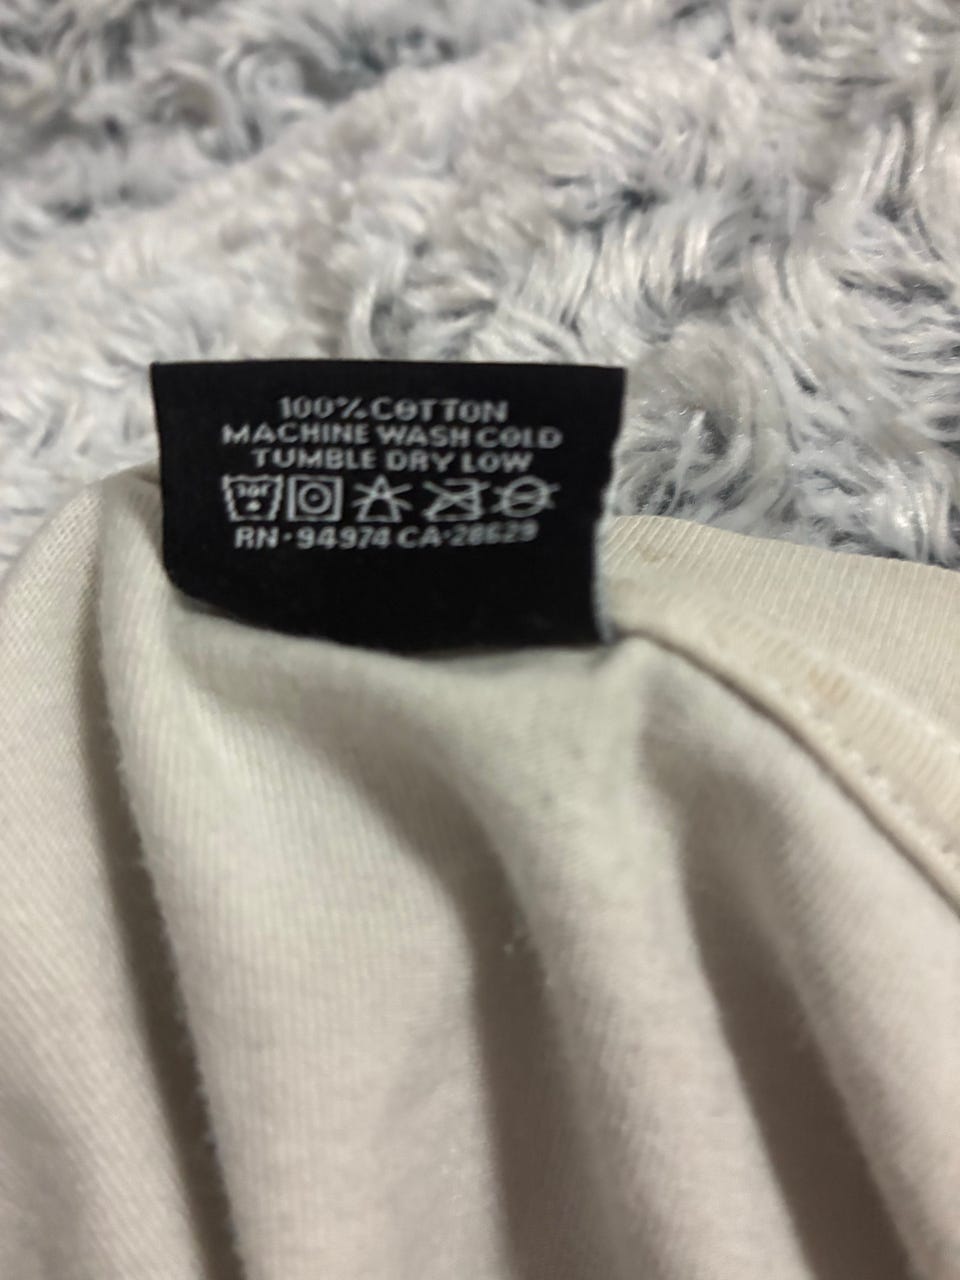 100% COTTON
MACHINE WASH COLD
TUMBLE DRY LOW
RN·94974 CA·28629